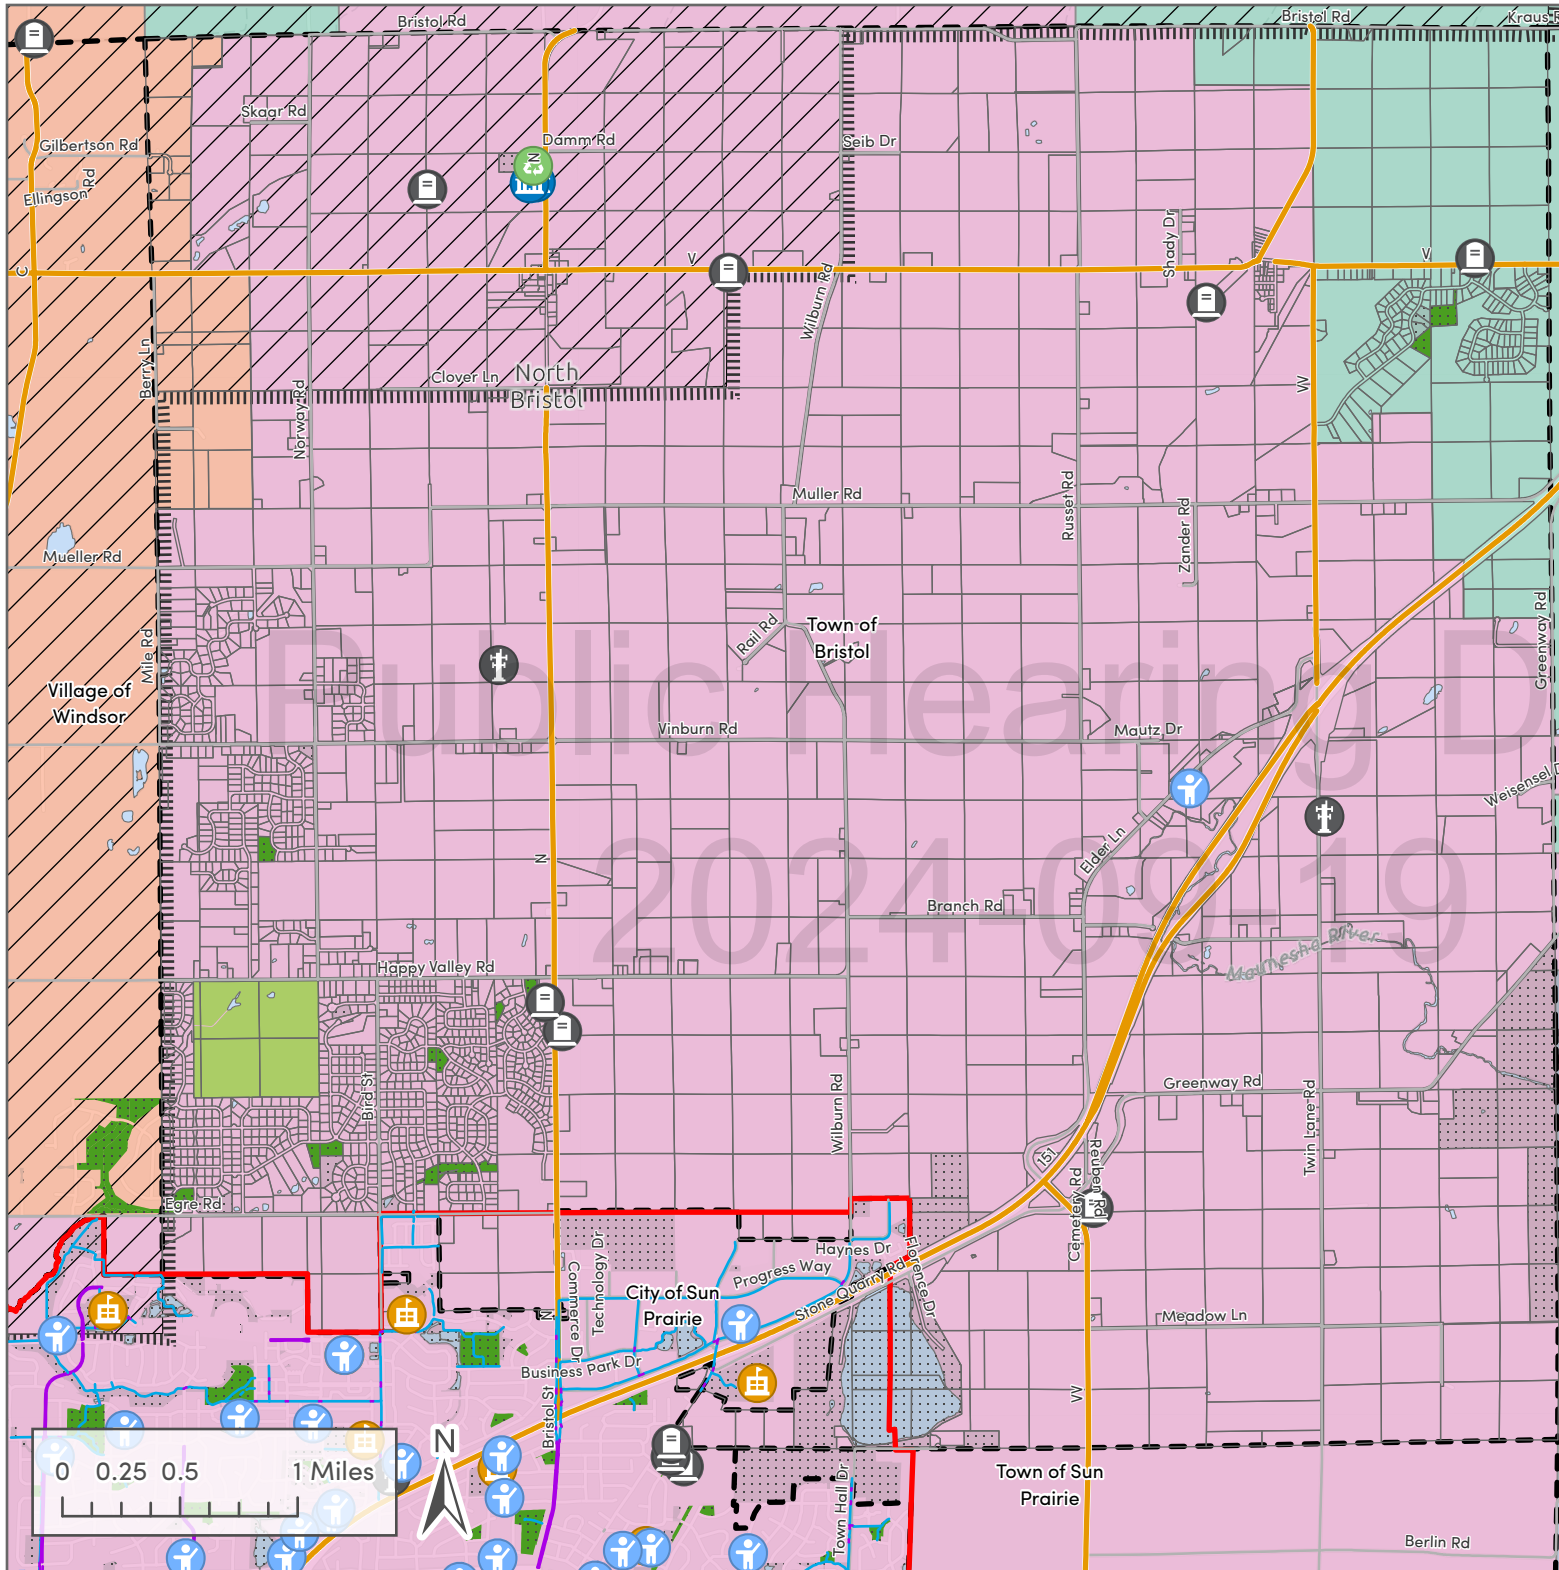 Bristol Rd
Bristol Rd
Kraus
Skagr Rd
Gilbertson Rd
Damm Rd
Seib Dr
N
Ellingson
Rd
Shady Dr
C
V
N
V
Wilburn Rd
Berry Ln
Clover Ln
North
Bristol
Norway Rd
VV
Muller Rd
Russet Rd
Zander Rd
Mueller Rd
Greenway Rd
Rail Rd
Town of
Bristol
Mile Rd
Public Hearing D
Village of
Windsor
Vinburn Rd
Mautz Dr
Weisensel
2024-09-19
N
Elder Ln
Branch Rd
Maunesha River
Happy Valley Rd
Bird St
Wilburn Rd
Greenway Rd
Twin Lane Rd
151
Reuben Rd
Cemetery Rd
Egre Rd
Haynes Dr
Florence Dr
Progress Way
Technology Dr
Commerce Dr
City of Sun
Prairie
Stone Quarry Rd
N
Meadow Ln
Business Park Dr
VV
Bristol St
N
0 0.25 0.5 1 Miles
Town of Sun
Prairie
Town Hall Dr
Berlin Rd